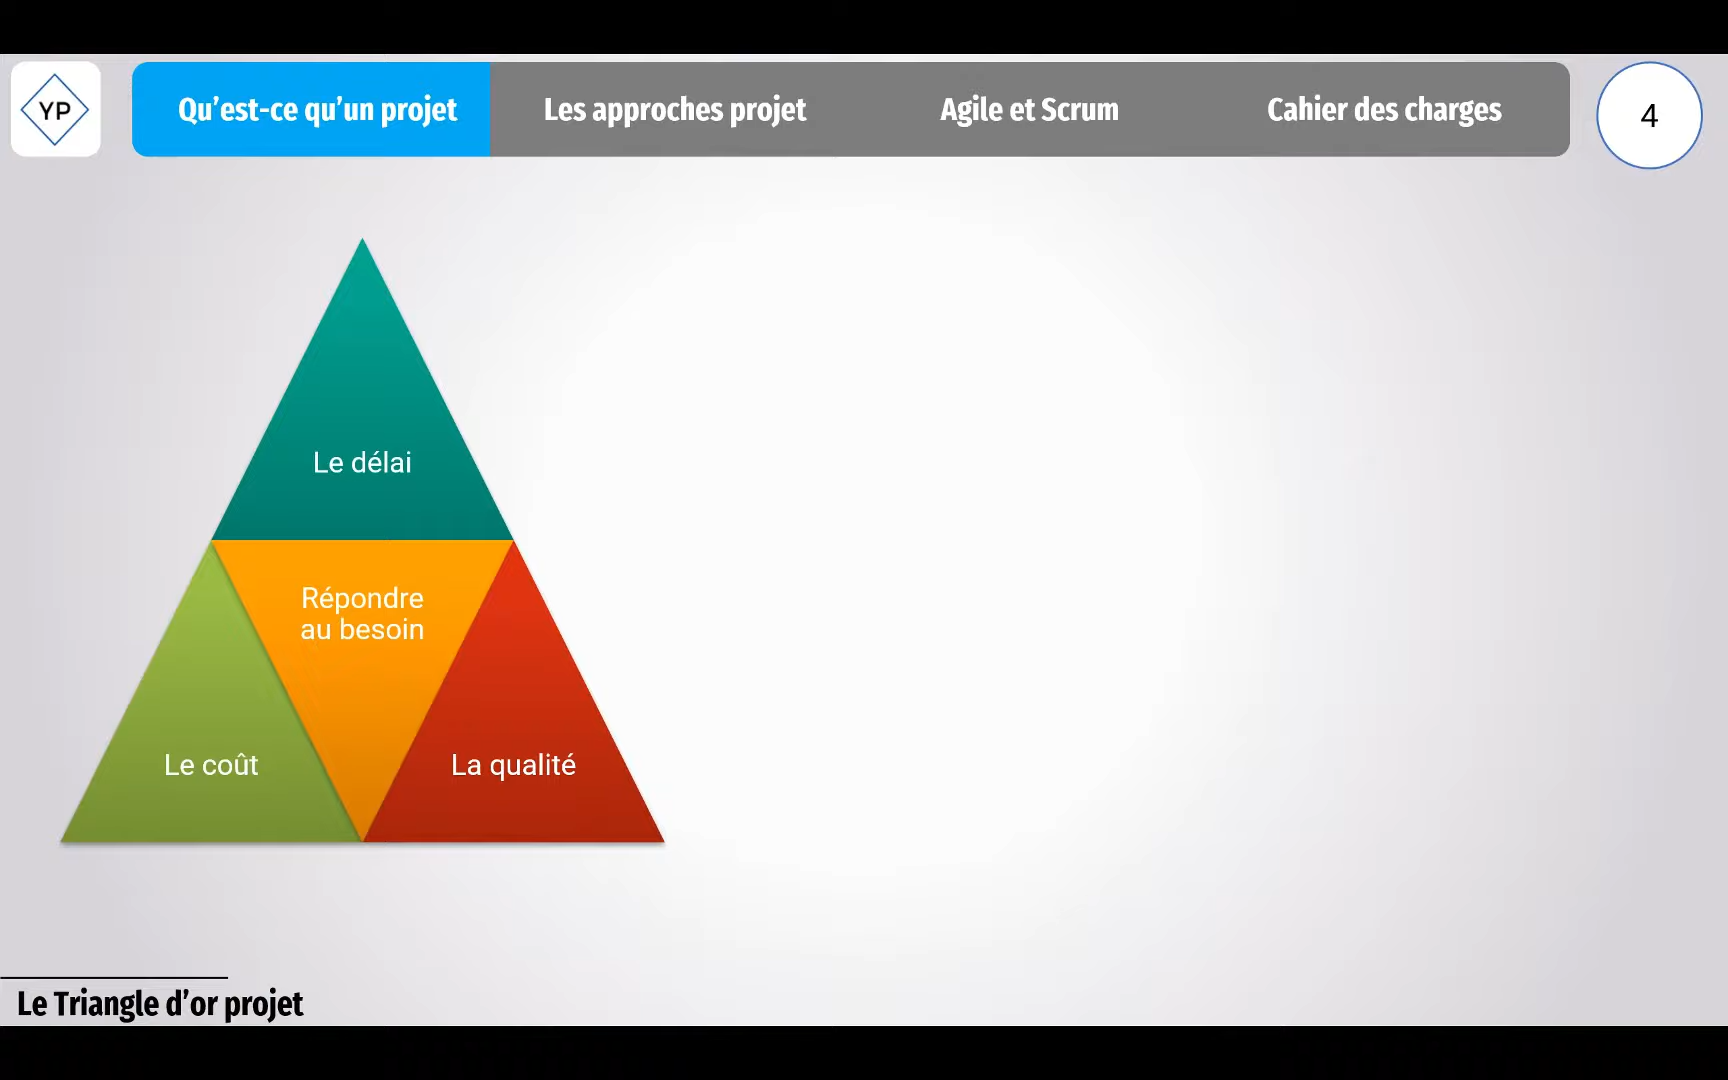 YP
Qu’est-ce qu’un projet
Les approches projet
Agile et Scrum
Cahier des charges
4
Le délai
Répondre
au besoin
Le coût
La qualité
Le Triangle d’or projet